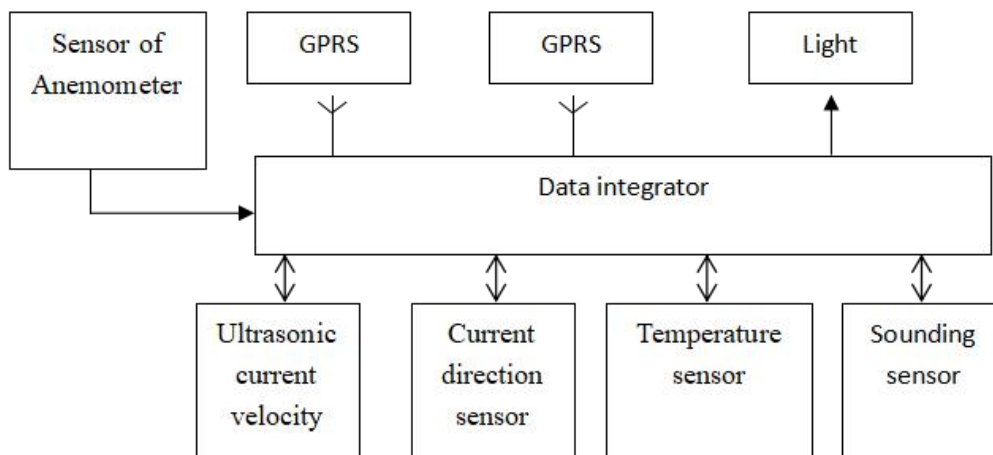 Sensor of
Anemometer
GPRS
GPRS
Light
Data integrator
Ultrasonic
current
velocity
Current
direction
sensor
Temperature
sensor
Sounding
sensor